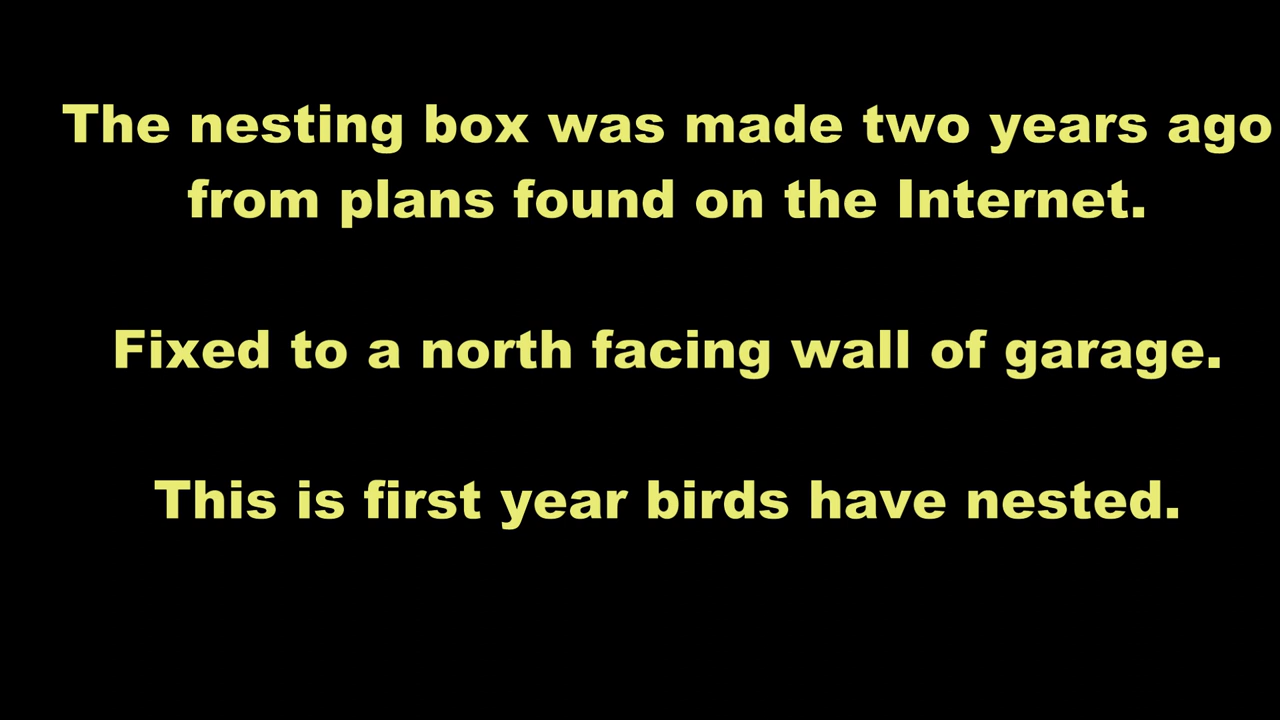 The nesting box was made two years ago
from plans found on the Internet.
Fixed to a north facing wall of garage.
This is first year birds have nested.